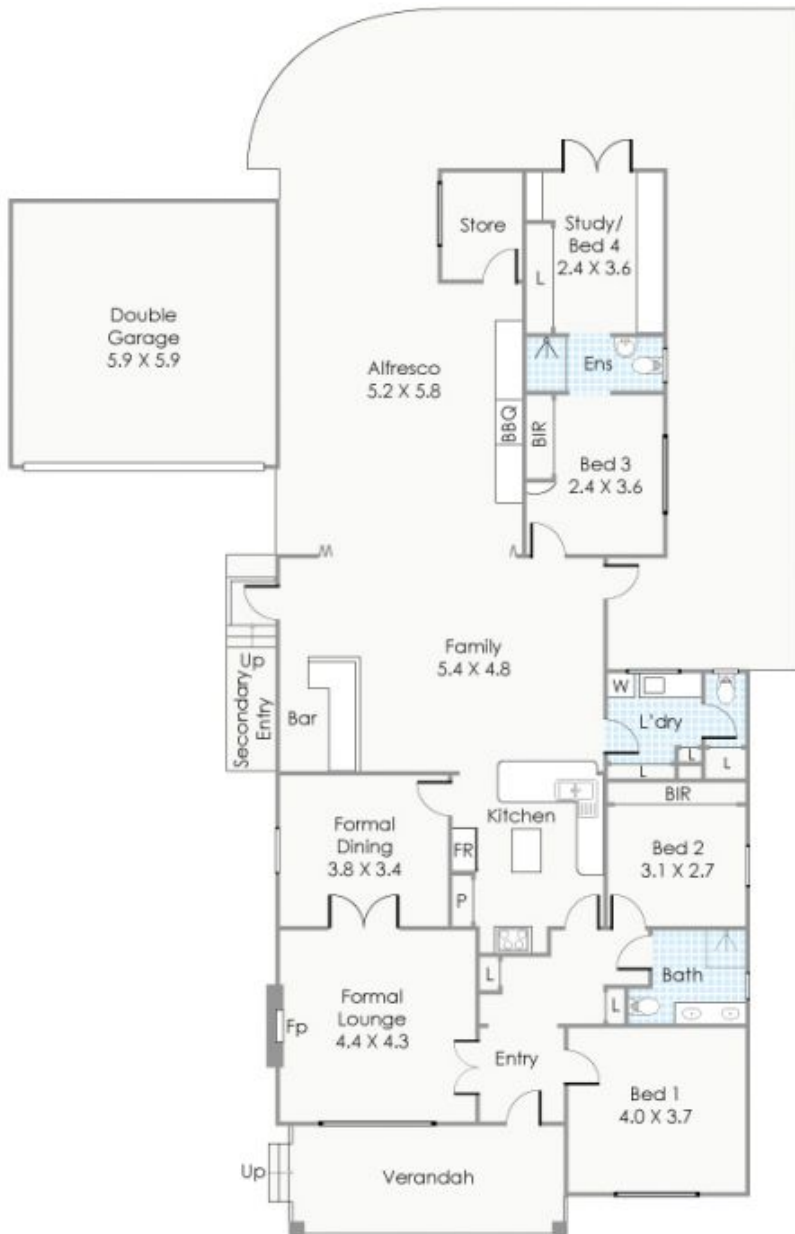 Store
Study/
Bed 4
2.4 X 3.6
L
Double
Garage
5.9 X 5.9
Alfresco
5.2 X 5.8
Ens
BBQ
BIR
Bed 3
2.4 X 3.6
Family
5.4 X 4.8
Up
Secondary
Entry
Bar
W
L'dry
L
L
L
BIR
Kitchen
Formal
Dining
3.8 X 3.4
FR
P
Bed 2
3.1 X 2.7
L
Bath
L
Formal
Lounge
4.4 X 4.3
Fp
Entry
Bed 1
4.0 X 3.7
Up
Verandah